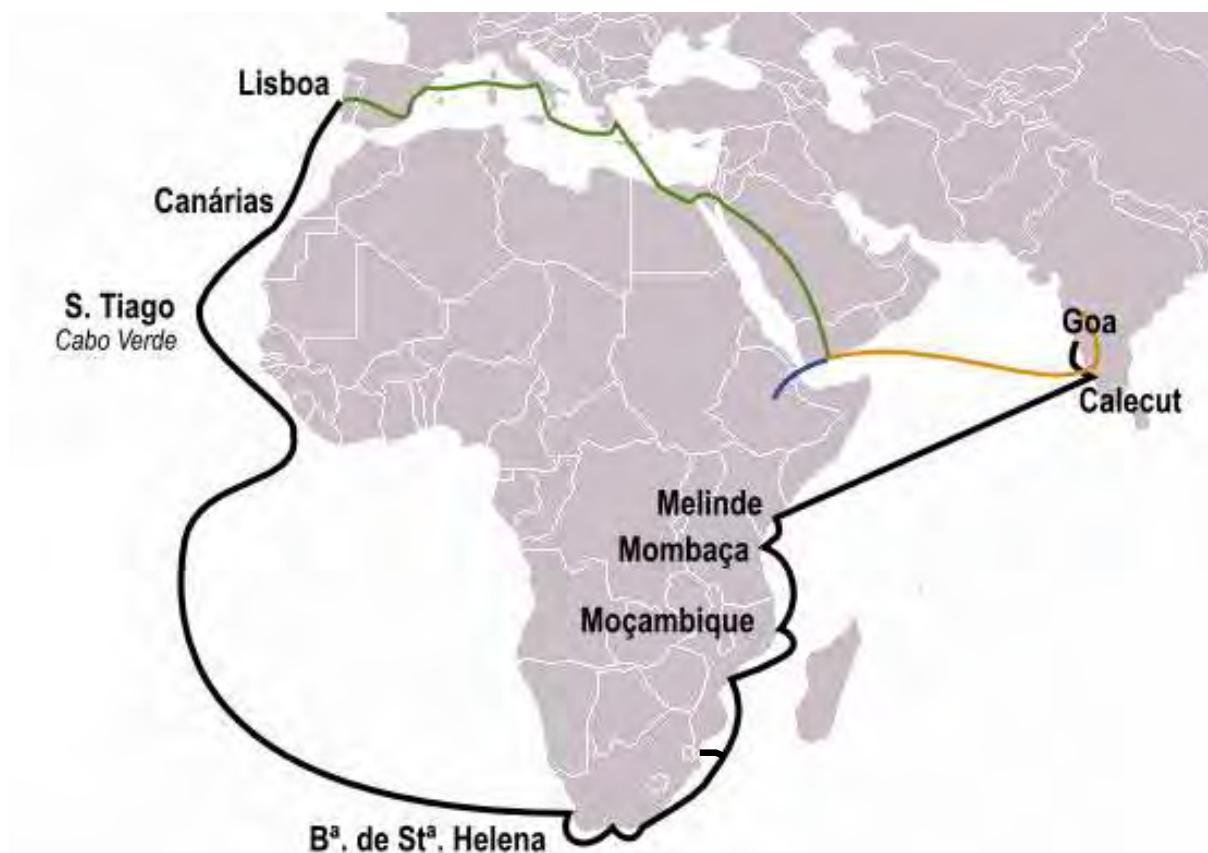 Lisboa
Canárias
S. Tiago
Cabo Verde
Goa
Calecut
Melinde
Mombaça
Moçambique
Bª. de Stª. Helena